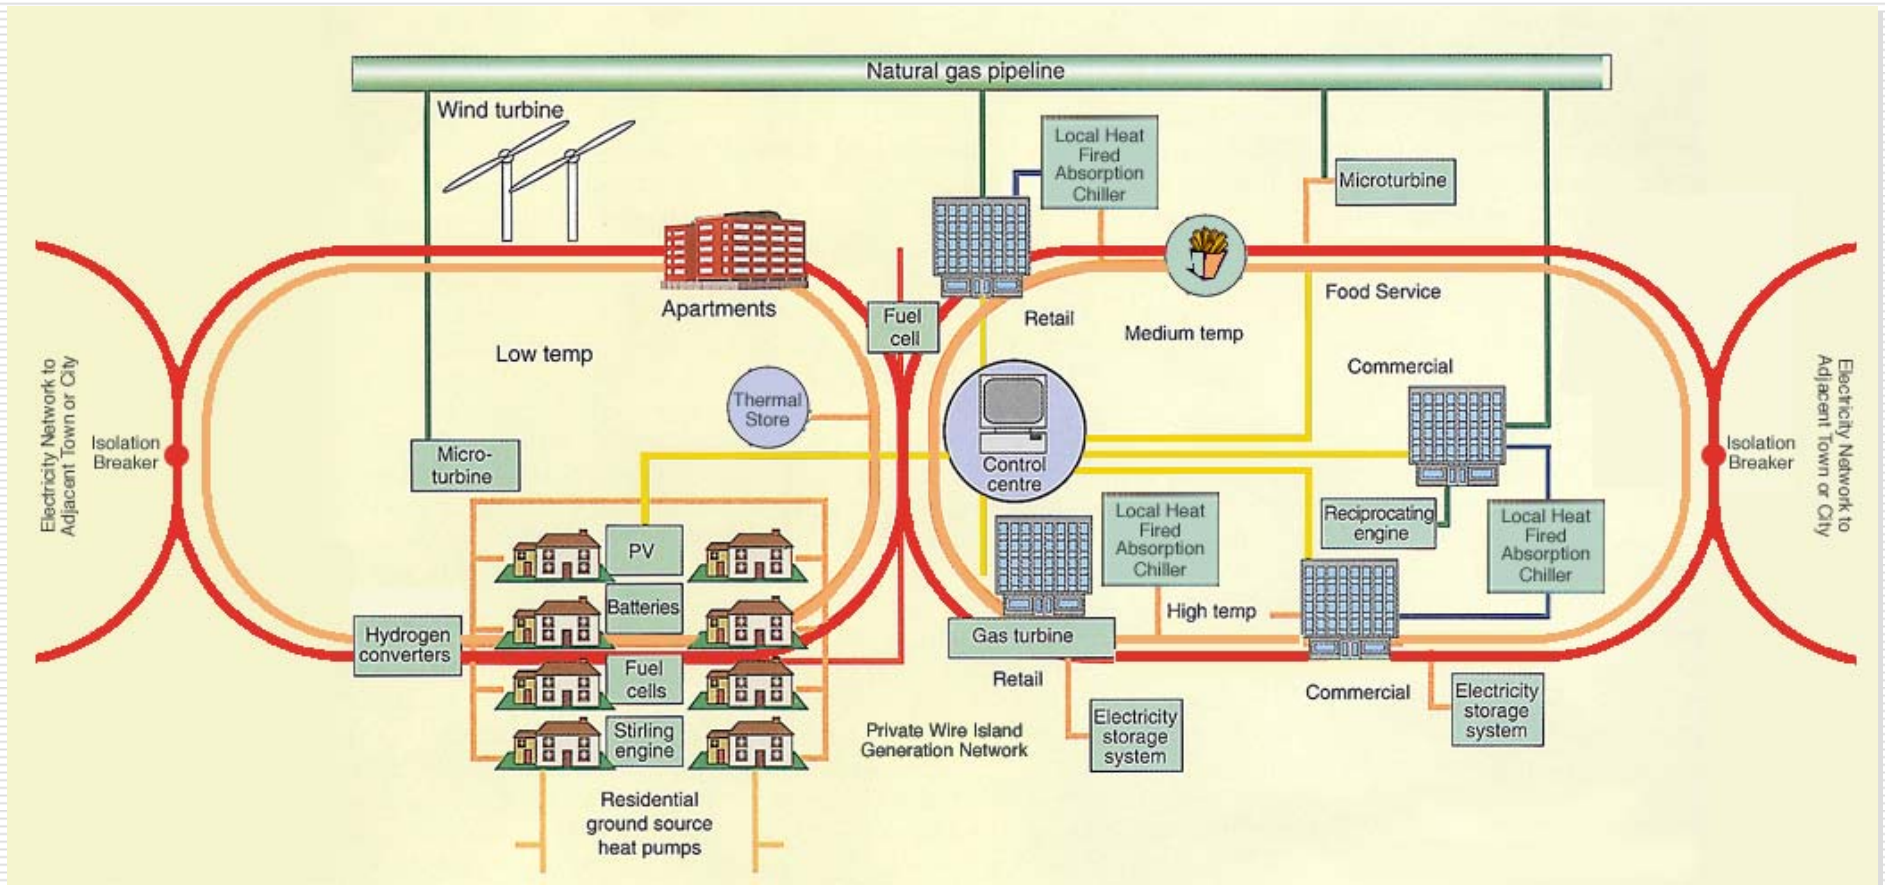 Natural gas pipeline
Wind turbine
Local Heat
Fired
Absorption
Chiller
Microturbine
Apartments
Fuel
cell
Retail
Food Service
Medium temp
Low temp
Commercial
Thermal
Store
Electricity Network to
Adjacent Town or City
Isolation
Breaker
Micro-
turbine
Control
centre
Isolation
Breaker
Electricity Network to
Adjacent Town or City
PV
Batteries
Local Heat
Fired
Absorption
Chiller
Reciprocating
engine
Local Heat
Fired
Absorption
Chiller
High temp
Hydrogen
converters
Gas turbine
Fuel
cells
Retail
Commercial
Stirling
engine
Private Wire Island
Generation Network
Electricity
storage
system
Electricity
storage
system
Residential
ground source
heat pumps